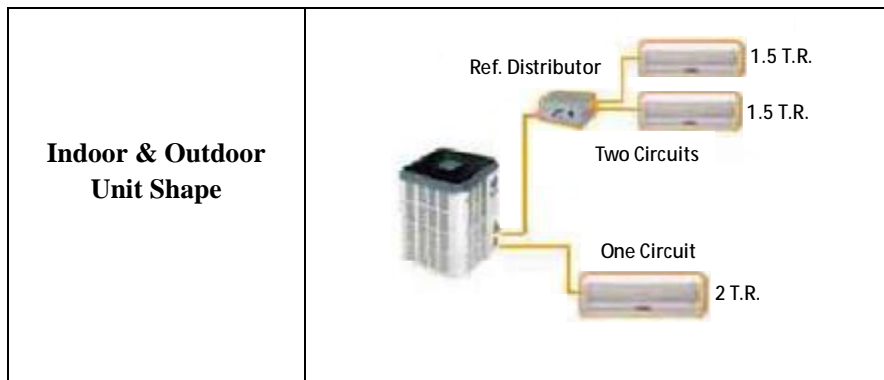 Indoor & Outdoor
Unit Shape
Ref. Distributor
1.5 T.R.
1.5 T.R.
Two Circuits
One Circuit
2 T.R.